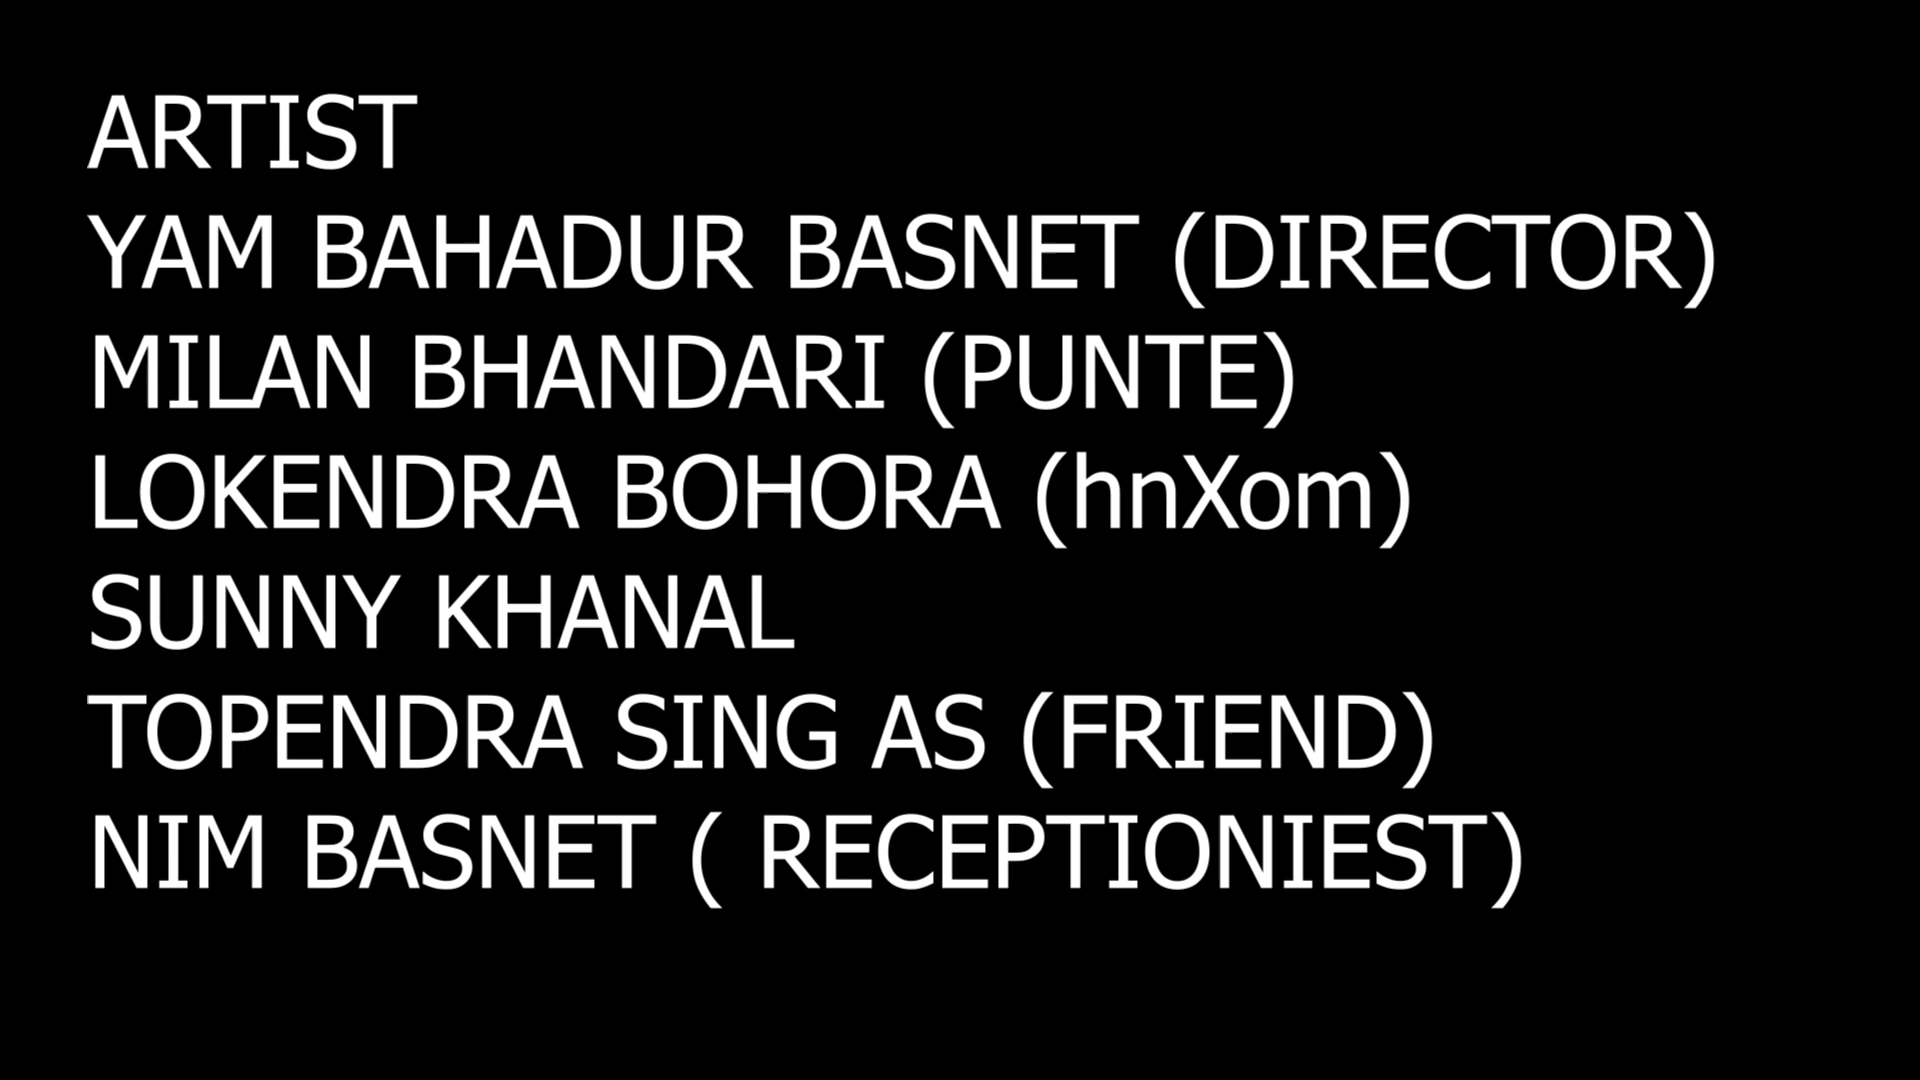 ARTIST
YAM BAHADUR BASNET (DIRECTOR)
MILAN BHANDARI (PUNTE)
LOKENDRA BOHORA (hnXom)
SUNNY KHANAL
TOPENDRA SING AS (FRIEND)
NIM BASNET ( RECEPTIONIEST)